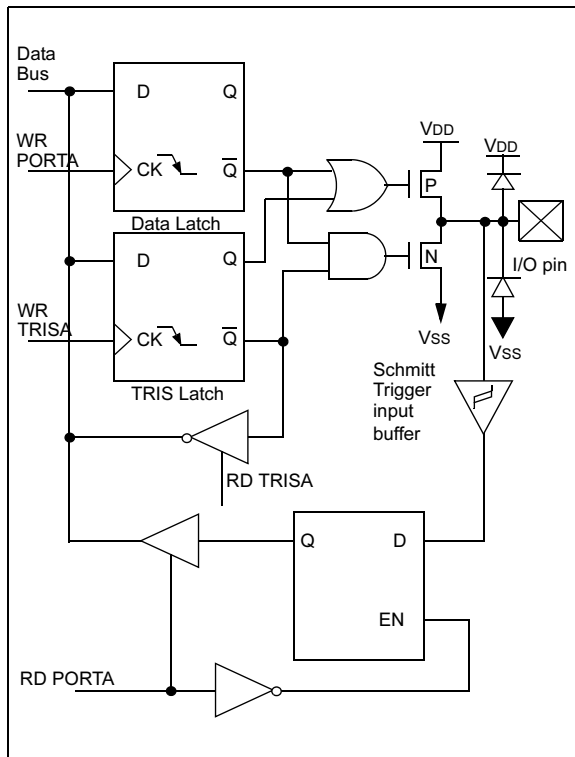 Data
Bus
D Q
WR
PORTA
CK Q
VDD VDD
P
Data Latch
D Q
N
I/O pin
WR
TRISA
CK Q
VSS
VSS
TRIS Latch
Schmitt
Trigger
input
buffer
RD TRISA
Q D
EN
RD PORTA